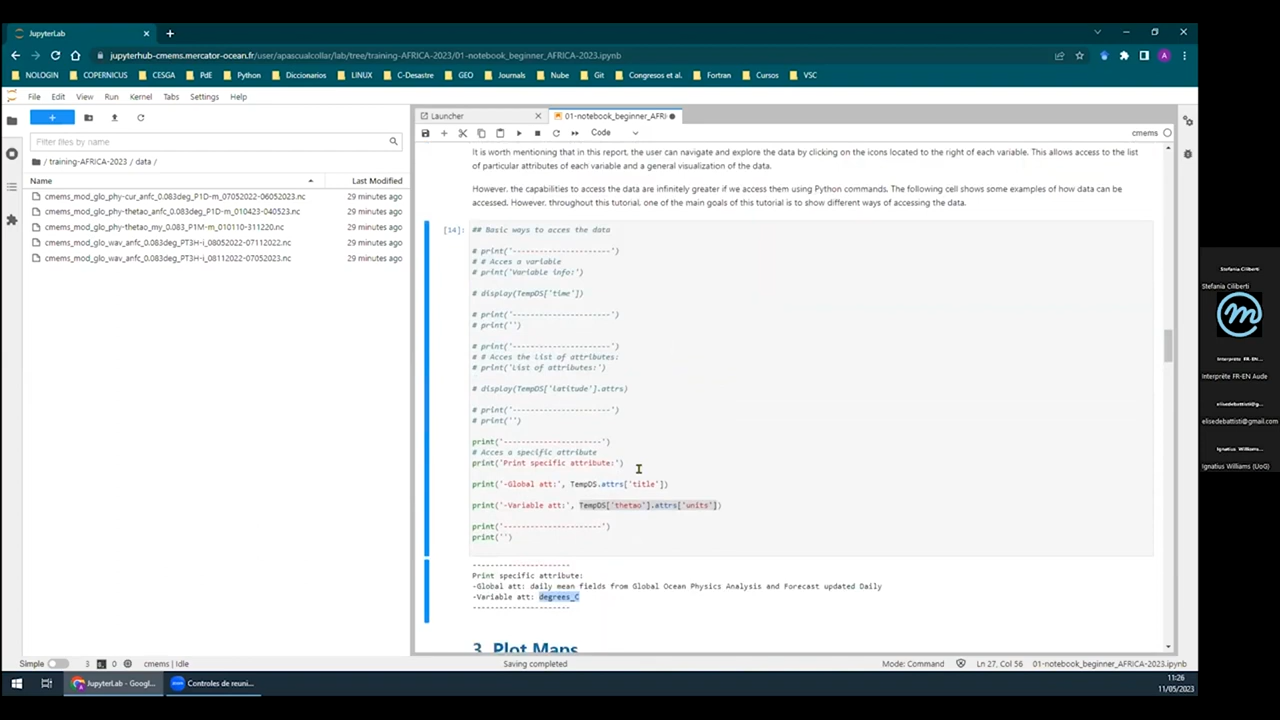 JupyterLab
jupyterhub-cmems.mercator-ocean.fr/user/apascualcollar/lab/tree/training-AFRICA-2023/01-notebook_beginner_AFRICA-2023.ipynb
NOLOGIN COPERNICUS CESGA PdE Python Diccionarios LINUX C-Desastre GEO Journals Nube Git Congresos et al. Fortran Cursos VSC
File Edit View Run Kernel Tabs Settings Help
Launcher
01-notebook_beginner_AFRI
Code
cmems
Filter files by name
/ training-AFRICA-2023 / data /
Name Last Modified
cmems_mod_glo_phy-cur_anfc_0.083deg_P1D-m_07052022-06052023.nc 29 minutes ago
cmems_mod_glo_phy-thetao_anfc_0.083deg_P1D-m_010423-040523.nc 29 minutes ago
cmems_mod_glo_phy-thetao_my_0.083deg_P1M-m_010110-311220.nc 29 minutes ago
cmems_mod_glo_wav_anfc_0.083deg_PT3H-i_08052022-07112022.nc 29 minutes ago
cmems_mod_glo_wav_anfc_0.083deg_PT3H-i_08112022-07052023.nc 29 minutes ago
It is worth mentioning that in this report, the user can navigate and explore the data by clicking on the icons located to the right of each variable. This allows access to the list
of particular attributes of each variable and a general visualization of the data.
However, the capabilities to access the data are infinitely greater if we access them using Python commands. The following cell shows some examples of how data can be
accessed. However, throughout this tutorial, one of the main goals of this tutorial is to show different ways of accessing the data.
[14]:
## Basic ways to acces the data
# print('----------------------')
# # Acces a variable
# print('Variable info:')
# display(TempDS['time'])
# print('----------------------')
# print('')
# print('----------------------')
# # Acces the list of attributes:
# print('List of attributes:')
# display(TempDS['latitude'].attrs)
# print('----------------------')
# print('')
print('----------------------')
# Acces a specific attribute
print('Print specific attribute:')
print('-Global att:', TempDS.attrs['title'])
print('-Variable att:', TempDS['thetao'].attrs['units'])
print('----------------------')
print('')
----------------------
Print specific attribute:
-Global att: daily mean fields from Global Ocean Physics Analysis and Forecast updated Daily
-Variable att: degrees_C
----------------------
3. Plot Maps
Simple 3 0 cmems | Idle Saving completed Mode: Command Ln 27, Col 56 01-notebook_beginner_AFRICA-2023.ipynb
JupyterLab - Googl...
Controles de reuni...
11:26
11/05/2023
Stefania Ciliberti
Stefania Ciliberti
Interprète FR-EN...
Interprète FR-EN Aude
elisedebattisti@g...
elisedebattisti@gmail.com
Ignatius Williams...
Ignatius Williams (UoG)